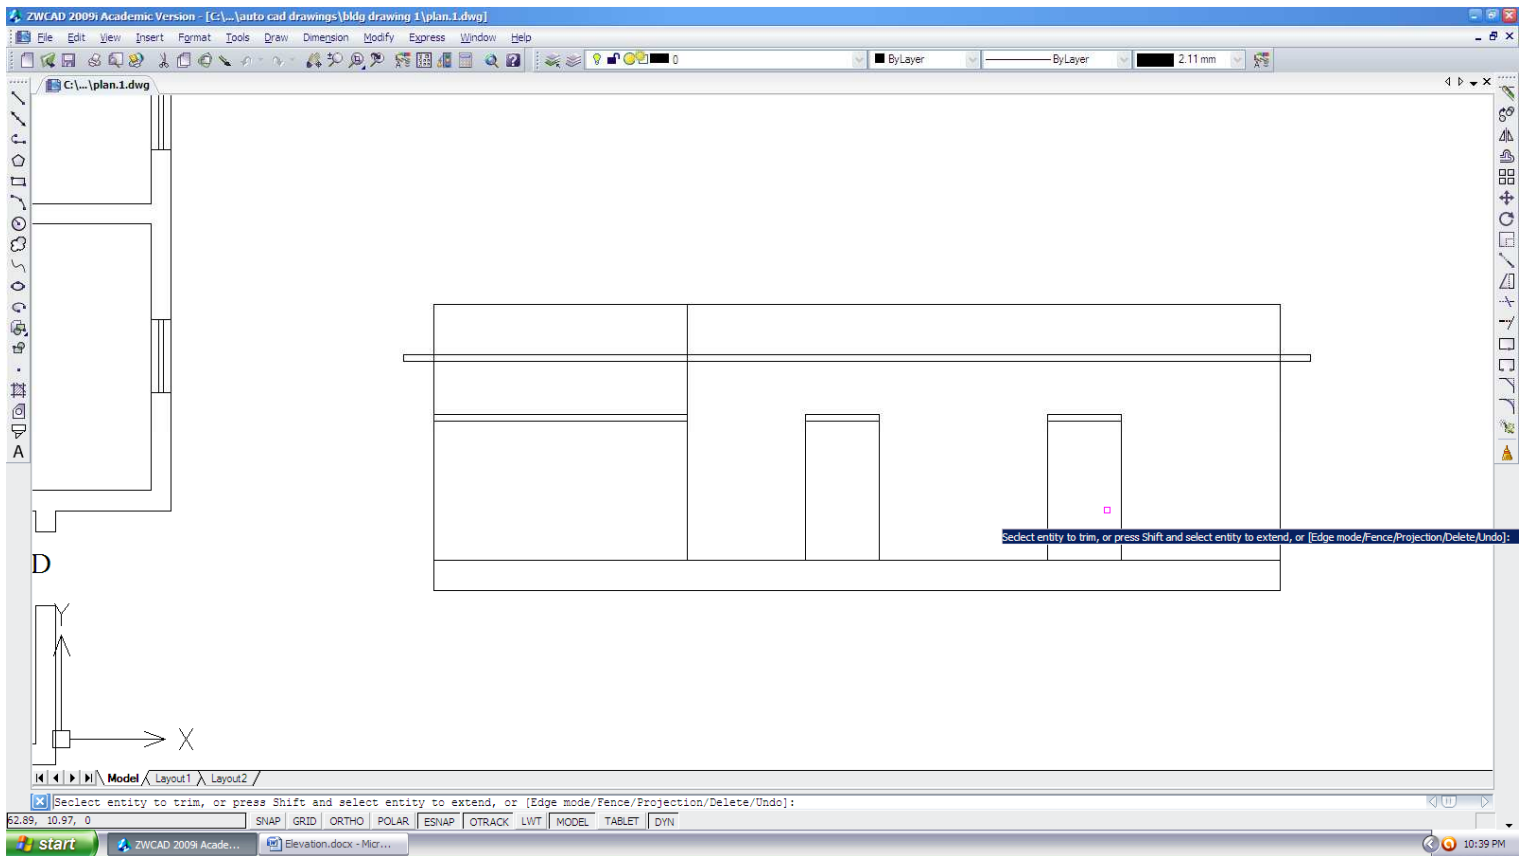 ZWCAD 2009i Academic Version - [C:\...\auto cad drawings\bldg drawing 1\plan.1.dwg]
File Edit View Insert Format Tools Draw Dimension Modify Express Window Help
0 ByLayer ByLayer 2.11 mm
C:\...\plan.1.dwg
A
Seclect entity to trim, or press Shift and select entity to extend, or [Edge mode/Fence/Projection/Delete/Undo]:
D
Y
X
Model Layout1 Layout2
Seclect entity to trim, or press Shift and select entity to extend, or [Edge mode/Fence/Projection/Delete/Undo]:
62.89, 10.97, 0 SNAP GRID ORTHO POLAR ESNAP OTRACK LWT MODEL TABLET DYN
start ZWCAD 2009i Acade... Elevation.docx - Micr... 10:39 PM